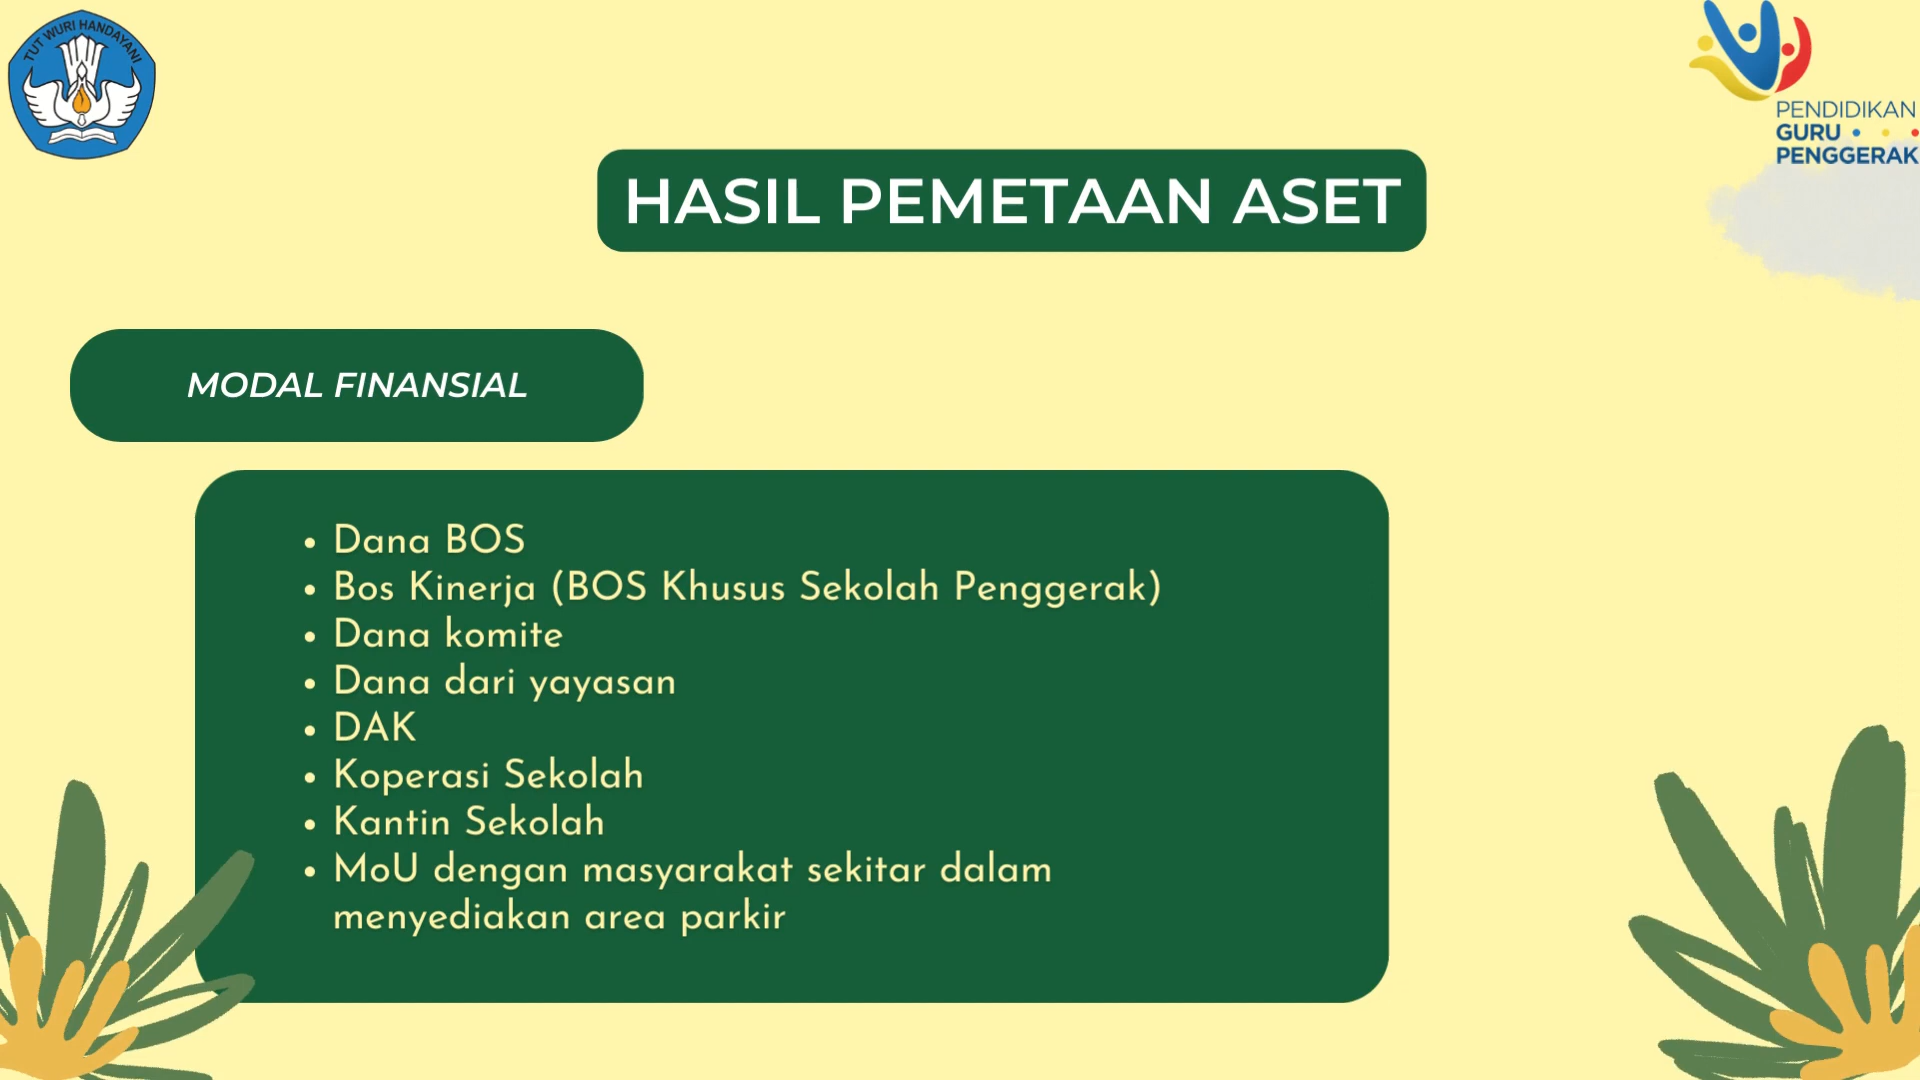 TUT WURI HANDAYANI
PENDIDIKAN
GURU
PENGGERAK
HASIL PEMETAAN ASET
MODAL FINANSIAL
• Dana BOS
• Bos Kinerja (BOS Khusus Sekolah Penggerak)
• Dana komite
• Dana dari yayasan
• DAK
• Koperasi Sekolah
• Kantin Sekolah
• MoU dengan masyarakat sekitar dalam
menyediakan area parkir